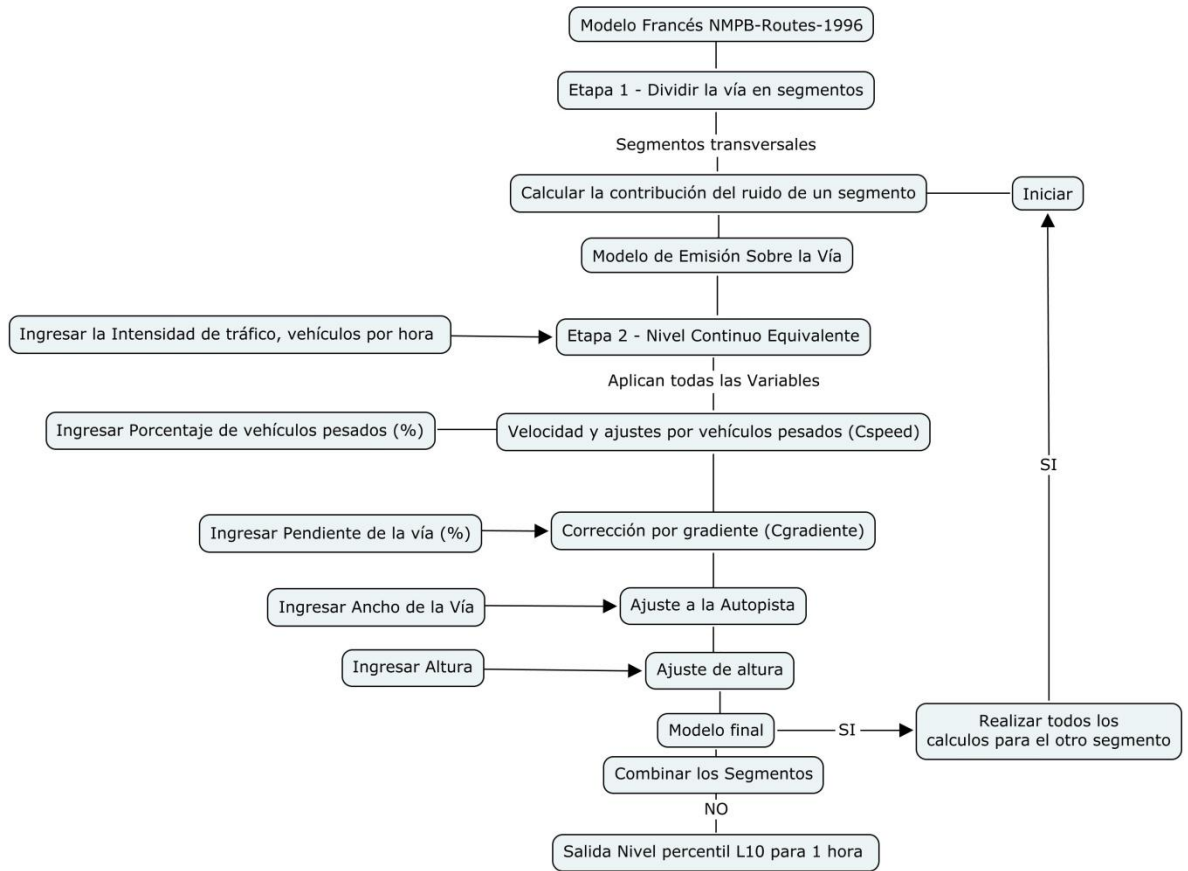 Modelo Francés NMPB-Routes-1996
Etapa 1 - Dividir la vía en segmentos
Segmentos transversales
Calcular la contribución del ruido de un segmento
Iniciar
Modelo de Emisión Sobre la Vía
Ingresar la Intensidad de tráfico, vehículos por hora
Etapa 2 - Nivel Continuo Equivalente
Aplican todas las Variables
Ingresar Porcentaje de vehículos pesados (%)
Velocidad y ajustes por vehículos pesados (Cspeed)
SI
Ingresar Pendiente de la vía (%)
Corrección por gradiente (Cgradiente)
Ingresar Ancho de la Vía
Ajuste a la Autopista
Ingresar Altura
Ajuste de altura
Modelo final
SI
Realizar todos los
calculos para el otro segmento
Combinar los Segmentos
NO
Salida Nivel percentil L10 para 1 hora